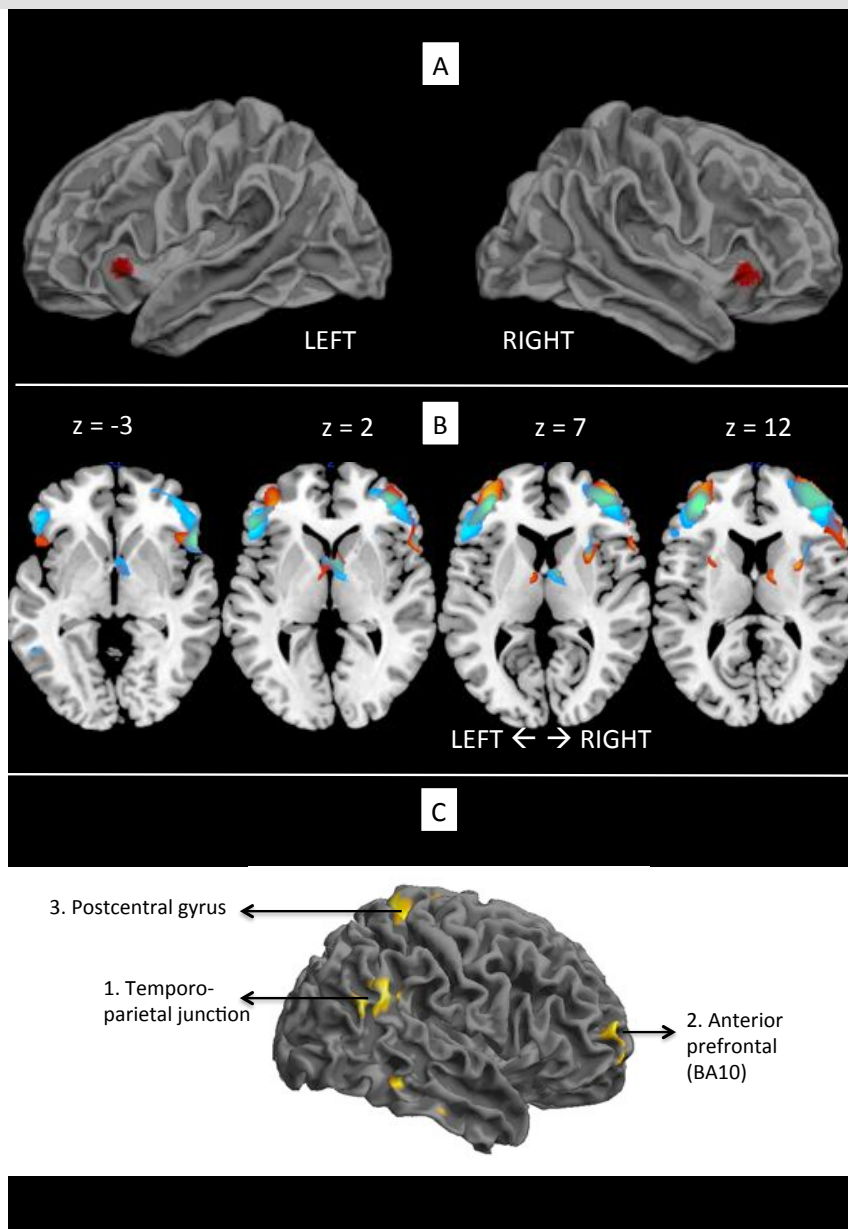 A
LEFT
RIGHT
z = -3
B
z = 2
z = 7
z = 12
LEFT ← → RIGHT
C
3. Postcentral gyrus
1. Temporo-
parietal junction
2. Anterior
prefrontal
(BA10)